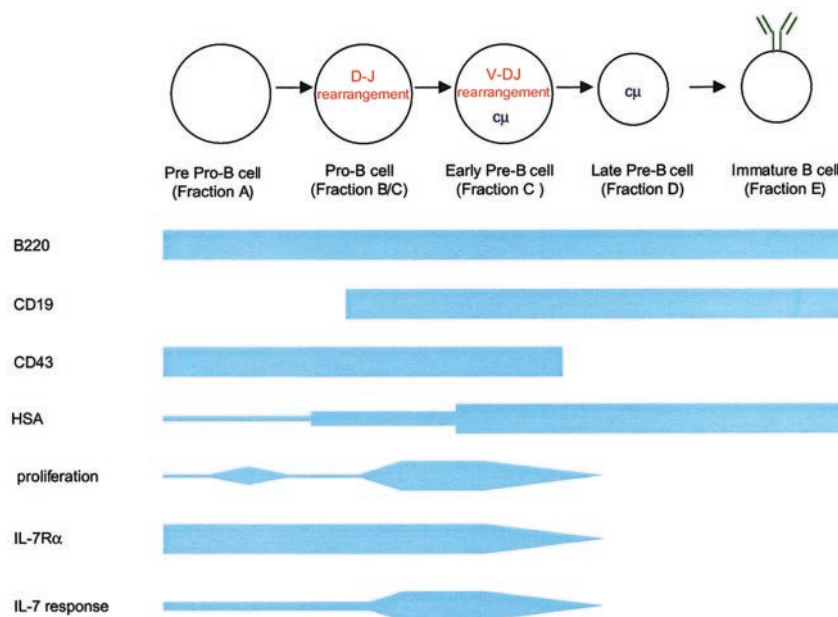 D-J
rearrangement
V-DJ
rearrangement
cμ
cμ
Pre Pro-B cell
(Fraction A)
Pro-B cell
(Fraction B/C)
Early Pre-B cell
(Fraction C )
Late Pre-B cell
(Fraction D)
Immature B cell
(Fraction E)
B220
CD19
CD43
HSA
proliferation
IL-7Rα
IL-7 response